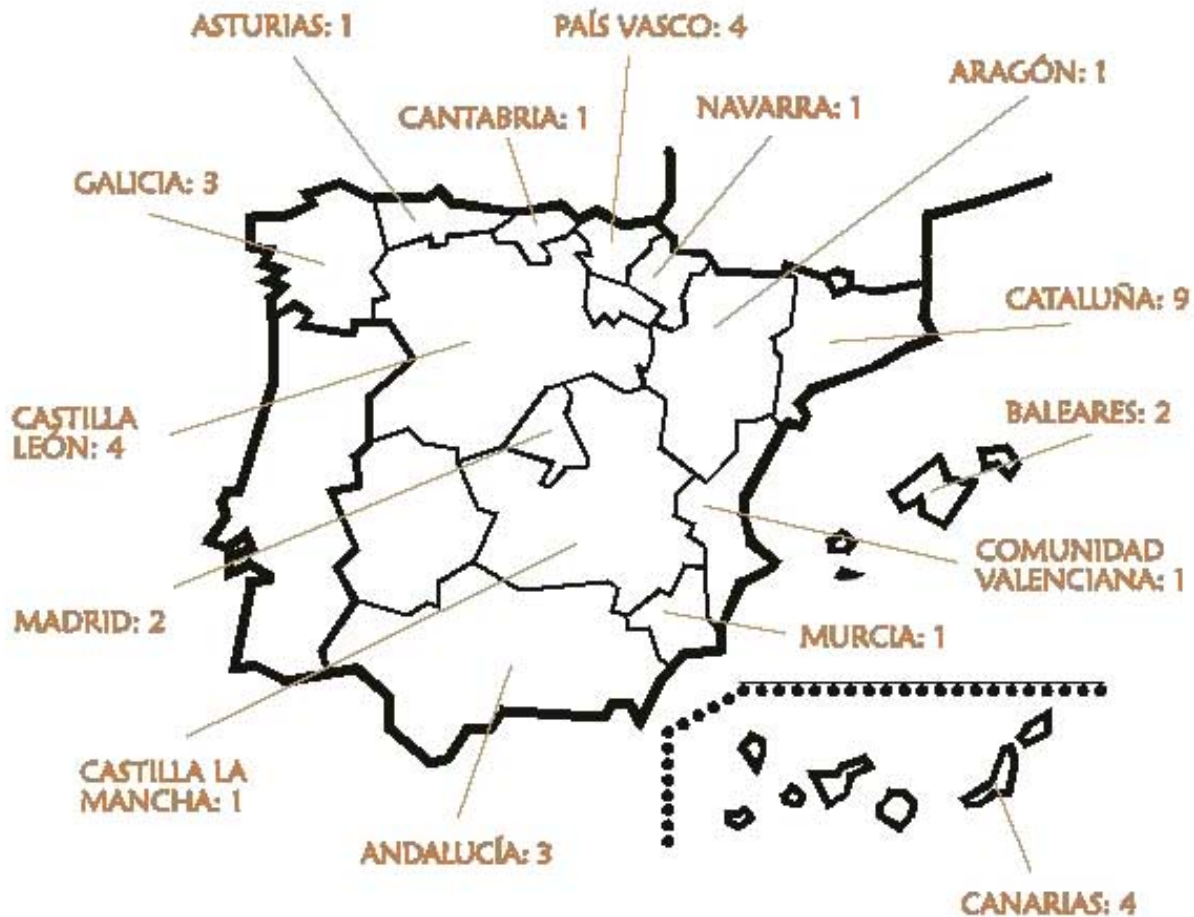 ASTURIAS: 1
PAÍS VASCO: 4
ARAGÓN: 1
CANTABRIA: 1
NAVARRA: 1
GALICIA: 3
CATALUÑA: 9
CASTILLA
LEÓN: 4
BALEARES: 2
COMUNIDAD
VALENCIANA: 1
MADRID: 2
MURCIA: 1
CASTILLA LA
MANCHA: 1
ANDALUCÍA: 3
CANARIAS: 4